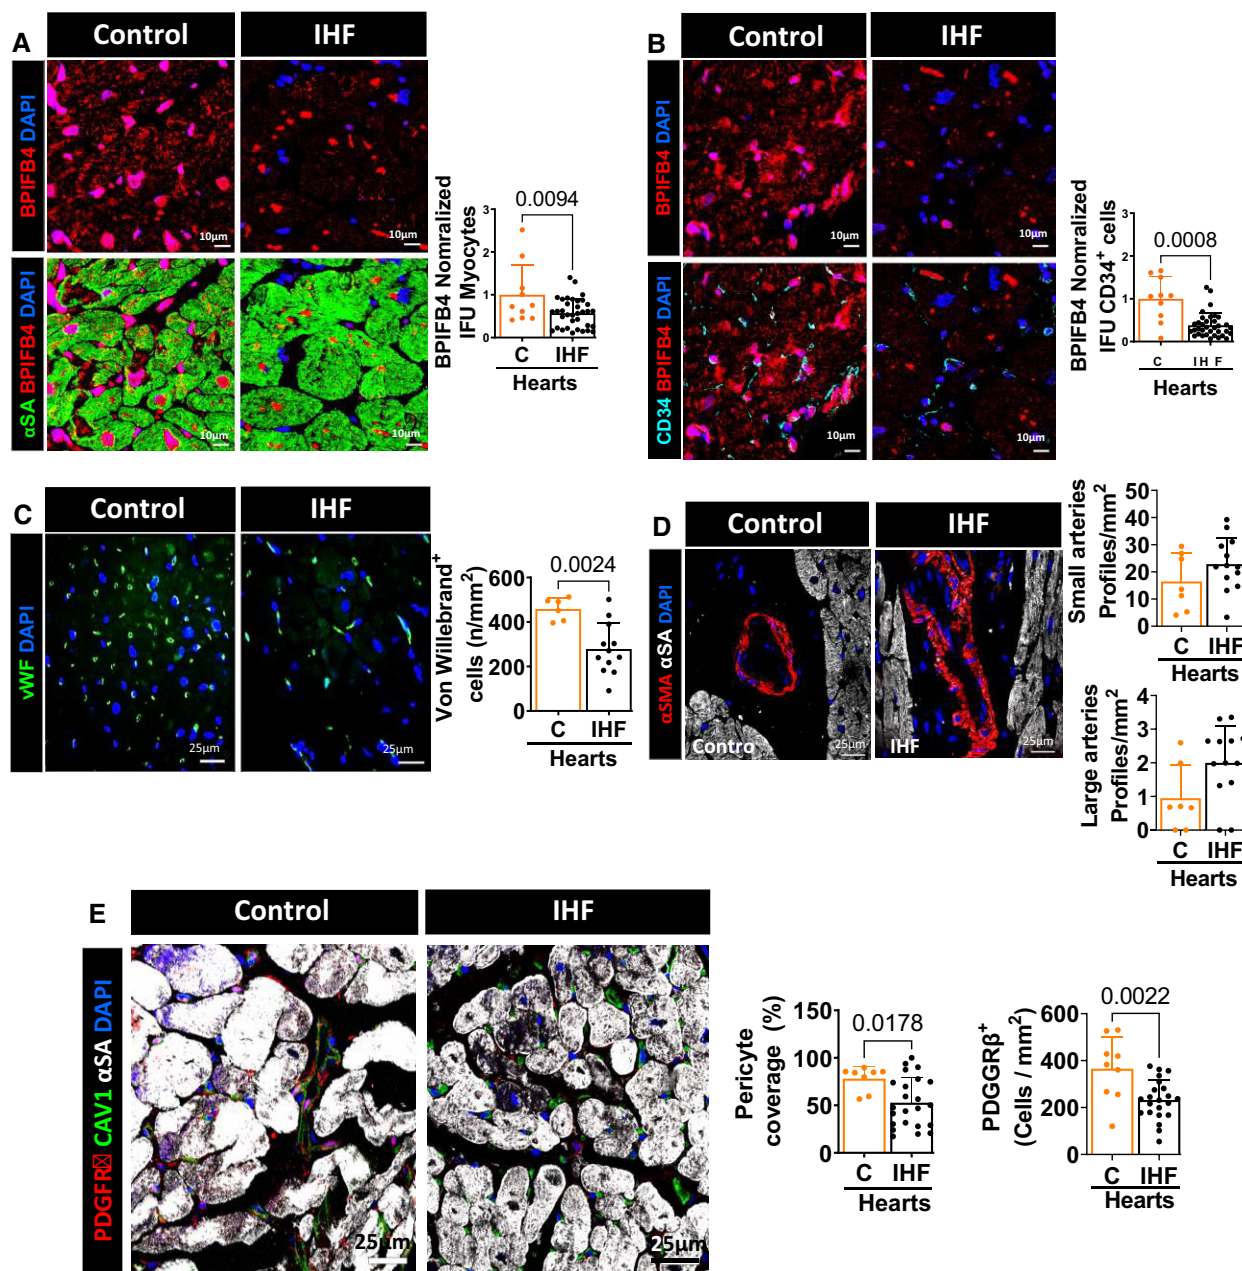 A
Control
IHF
BPIFB4 DAPI
10µm
10µm
αSA BPIFB4 DAPI
10µm
10µm
BPIFB4 Nomralized
IFU Myocytes
0.0094
3
2
1
0
C
IHF
Hearts
B
Control
IHF
BPIFB4 DAPI
10µm
10µm
CD34 BPIFB4 DAPI
10µm
10µm
BPIFB4 Nomralized
IFU CD34+ cells
0.0008
3
2
1
0
C
IH F
Hearts
C
Control
IHF
vWF DAPI
25µm
25µm
Von Willebrand+
cells (n/mm2)
0.0024
600
400
200
0
C
IHF
Hearts
D
Control
IHF
αSMA αSA DAPI
Contro
25µm
IHF
25µm
Small arteries
Profiles/mm2
50
40
30
20
10
0
C
IHF
Hearts
Large arteries
Profiles/mm2
4
3
2
1
0
C
IHF
Hearts
E
Control
IHF
PDGFR☒ CAV1 αSA DAPI
25µm
25µm
Pericyte
coverage (%)
0.0178
150
100
50
0
C
IHF
Hearts
PDGGRβ+
(Cells / mm2)
0.0022
600
400
200
0
C
IHF
Hearts